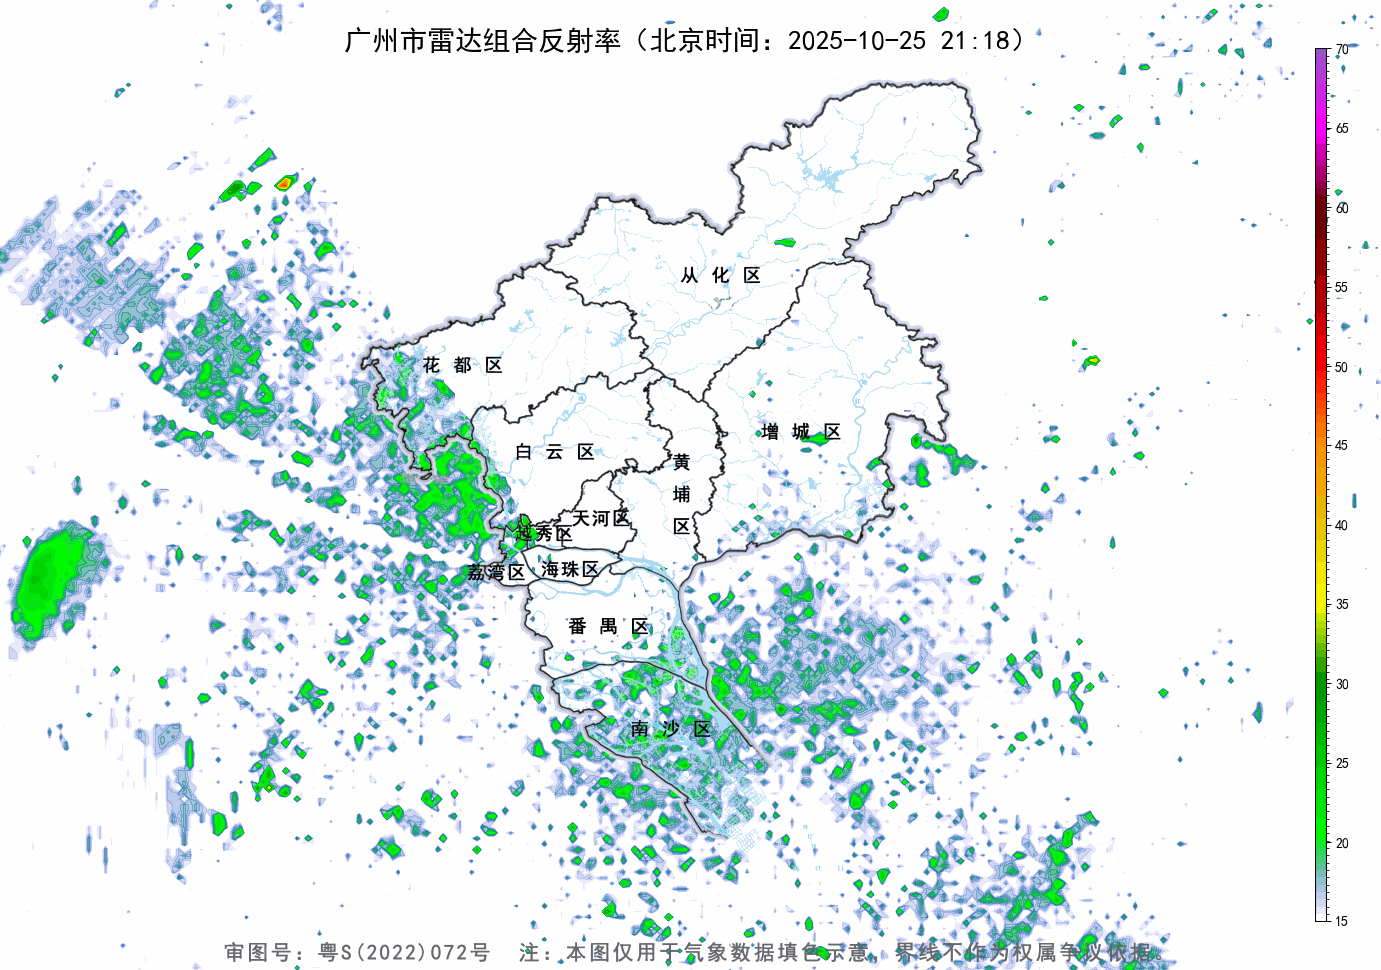 广州市雷达组合反射率（北京时间：2025-10-25 21:18）
70
65
60
55
50
45
40
35
30
25
20
15
从化区
花都区
增城区
白云区
黄埔区
天河区
越秀区
海珠区
荔湾区
番禺区
南沙区
审图号：粤S(2022)072号 注：本图仅用于气象数据填色示意，界线不作为权属争议依据。